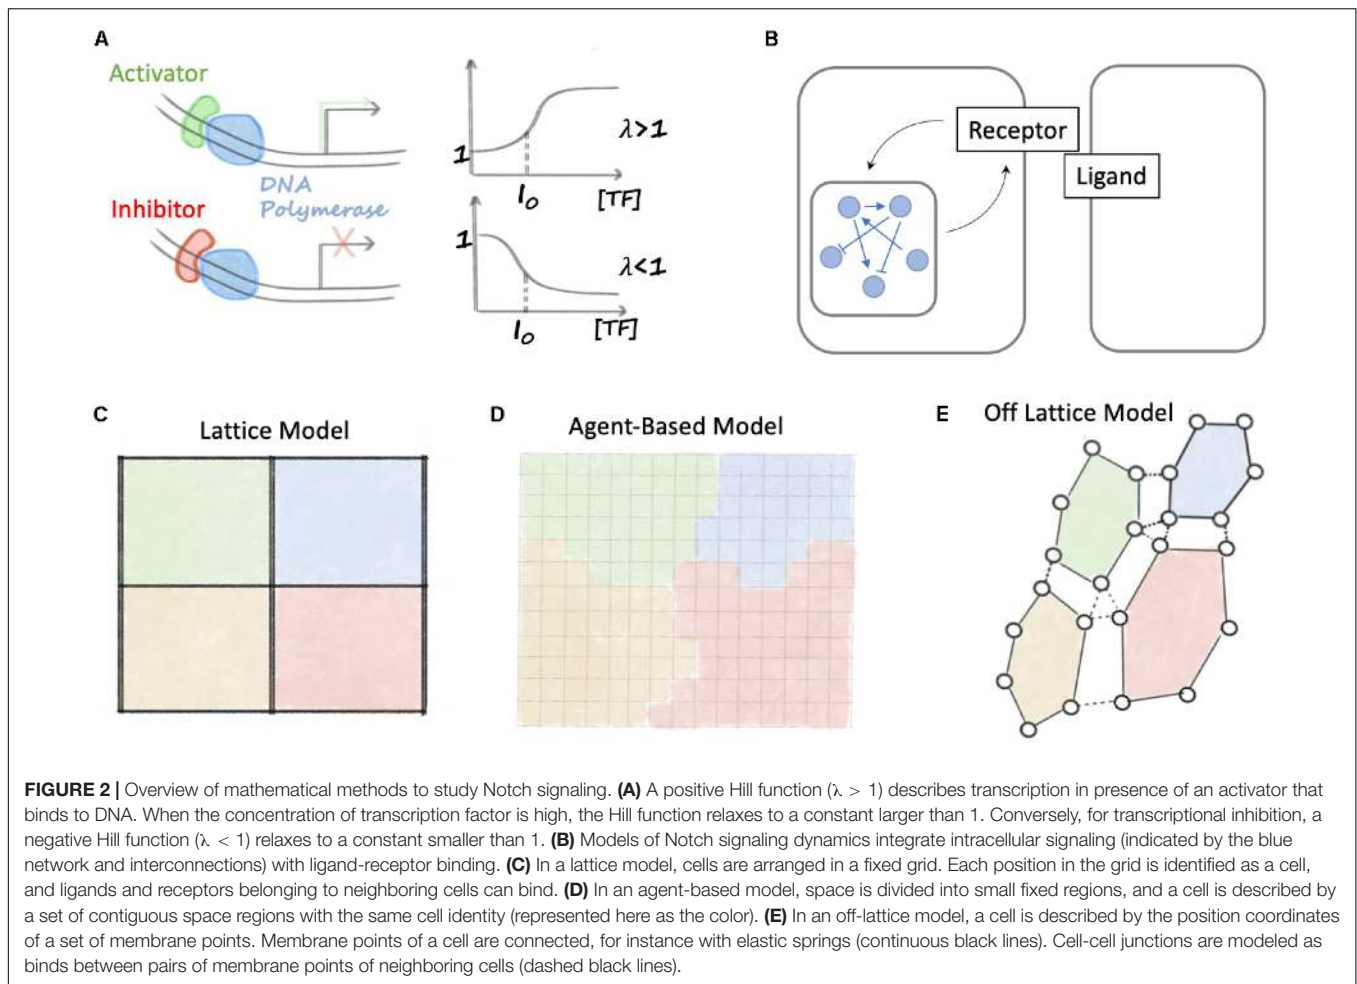 A
Activator
DNA
Polymerase
Inhibitor
λ>1
1
I₀
[TF]
1
λ<1
I₀
[TF]
B
Receptor
Ligand
C
Lattice Model
D
Agent-Based Model
E
Off Lattice Model
FIGURE 2 | Overview of mathematical methods to study Notch signaling. (A) A positive Hill function (λ > 1) describes transcription in presence of an activator that
binds to DNA. When the concentration of transcription factor is high, the Hill function relaxes to a constant larger than 1. Conversely, for transcriptional inhibition, a
negative Hill function (λ < 1) relaxes to a constant smaller than 1. (B) Models of Notch signaling dynamics integrate intracellular signaling (indicated by the blue
network and interconnections) with ligand-receptor binding. (C) In a lattice model, cells are arranged in a fixed grid. Each position in the grid is identified as a cell,
and ligands and receptors belonging to neighboring cells can bind. (D) In an agent-based model, space is divided into small fixed regions, and a cell is described by
a set of contiguous space regions with the same cell identity (represented here as the color). (E) In an off-lattice model, a cell is described by the position coordinates
of a set of membrane points. Membrane points of a cell are connected, for instance with elastic springs (continuous black lines). Cell-cell junctions are modeled as
binds between pairs of membrane points of neighboring cells (dashed black lines).